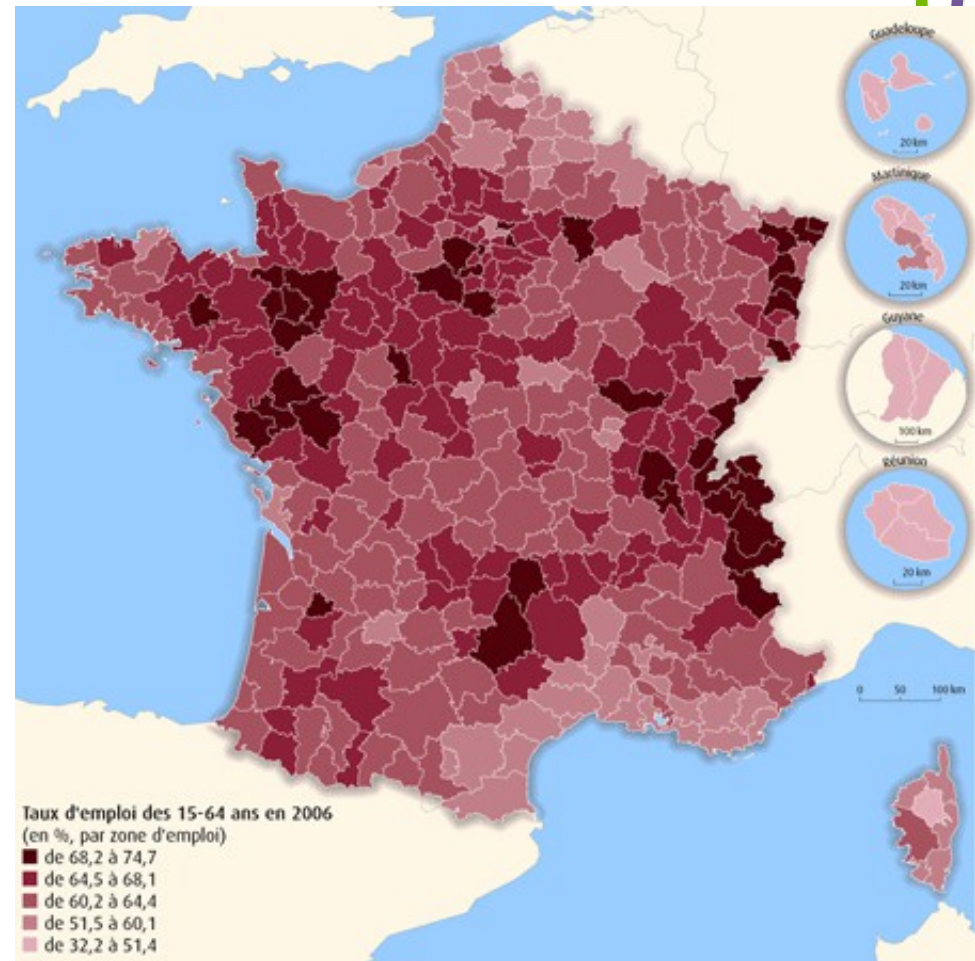 Guadeloupe
20 km
Martinique
20 km
Guyane
100 km
Réunion
20 km
0 50 100 km
Taux d'emploi des 15-64 ans en 2006
(en %, par zone d'emploi)
de 68,2 à 74,7
de 64,5 à 68,1
de 60,2 à 64,4
de 51,5 à 60,1
de 32,2 à 51,4